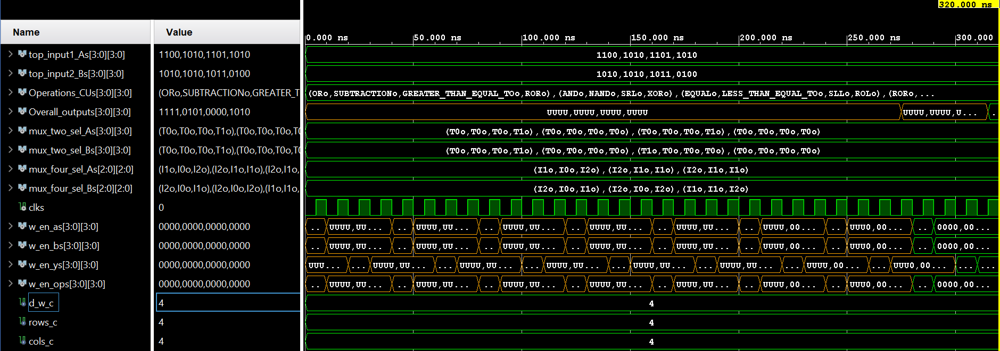 320.000 ns
Name Value
0.000 ns 50.000 ns 100.000 ns 150.000 ns 200.000 ns 250.000 ns 300.000
top_input1_As[3:0][3:0] 1100,1010,1101,1010 1100,1010,1101,1010
top_input2_Bs[3:0][3:0] 1010,1010,1011,0100 1010,1010,1011,0100
Operations_CUs[3:0][3:0] (ORo,SUBTRACTIONo,GREATER_T (ORo,SUBTRACTIONo,GREATER_THAN_EQUAL_TOo,RORo),(ANDo,NANDo,SRLo,XORo),(EQUALo,LESS_THAN_EQUAL_TOo,SLLo,ROLo),(RORo,...
Overall_outputs[3:0][3:0] 1111,0101,0000,1010 UUUU,UUUU,UUUU,UUUU UUUU,UUUU,U... .
mux_two_sel_As[3:0][3:0] (T0o,T0o,T0o,T1o),(T0o,T0o,T0o,T0 (T0o,T0o,T0o,T1o),(T0o,T0o,T0o,T0o),(T0o,T0o,T0o,T1o),(T0o,T0o,T0o,T0o)
mux_two_sel_Bs[3:0][3:0] (T0o,T0o,T0o,T1o),(T0o,T0o,T0o,T0 (T0o,T0o,T0o,T1o),(T0o,T0o,T0o,T0o),(T1o,T0o,T0o,T0o),(T0o,T0o,T0o,T0o)
mux_four_sel_As[2:0][2:0] (I1o,I0o,I2o),(I2o,I1o,I1o),(I2o,I1o, (I1o,I0o,I2o),(I2o,I1o,I1o),(I2o,I1o,I1o)
mux_four_sel_Bs[2:0][2:0] (I2o,I0o,I1o),(I2o,I0o,I2o),(I1o,I1o, (I2o,I0o,I1o),(I2o,I0o,I2o),(I1o,I1o,I2o)
clks 0
w_en_as[3:0][3:0] 0000,0000,0000,0000 .. UUUU,UU... .. UUUU,UU... .. UUUU,UU... .. UUUU,UU... .. UUUU,UU... .. UUUU,00... .. UUU0,00... .. 0000,00...
w_en_bs[3:0][3:0] 0000,0000,0000,0000 .. UUUU,UU... .. UUUU,UU... .. UUUU,UU... .. UUUU,UU... .. UUUU,UU... .. UUUU,00... .. UUU0,00... .. 0000,00...
w_en_ys[3:0][3:0] 0000,0000,0000,0000 UUU... ... UUUU,UU... ... UUUU,UU... ... UUUU,UU... ... UUUU,UU... ... UUUU,UU... ... UUUU,00... ... UUU0,00... ... ...
w_en_ops[3:0][3:0] 0000,0000,0000,0000 .. UUUU,UU... .. UUUU,UU... .. UUUU,UU... .. UUUU,UU... .. UUUU,UU... .. UUUU,00... .. UUU0,00... .. 0000,00...
d_w_c 4 4
rows_c 4 4
cols_c 4 4